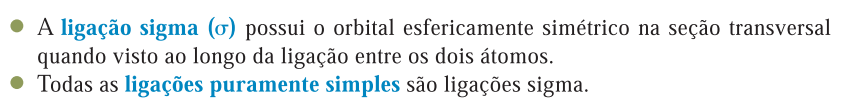 ● A ligação sigma (σ) possui o orbital esfericamente simétrico na seção transversal
quando visto ao longo da ligação entre os dois átomos.
● Todas as ligações puramente simples são ligações sigma.